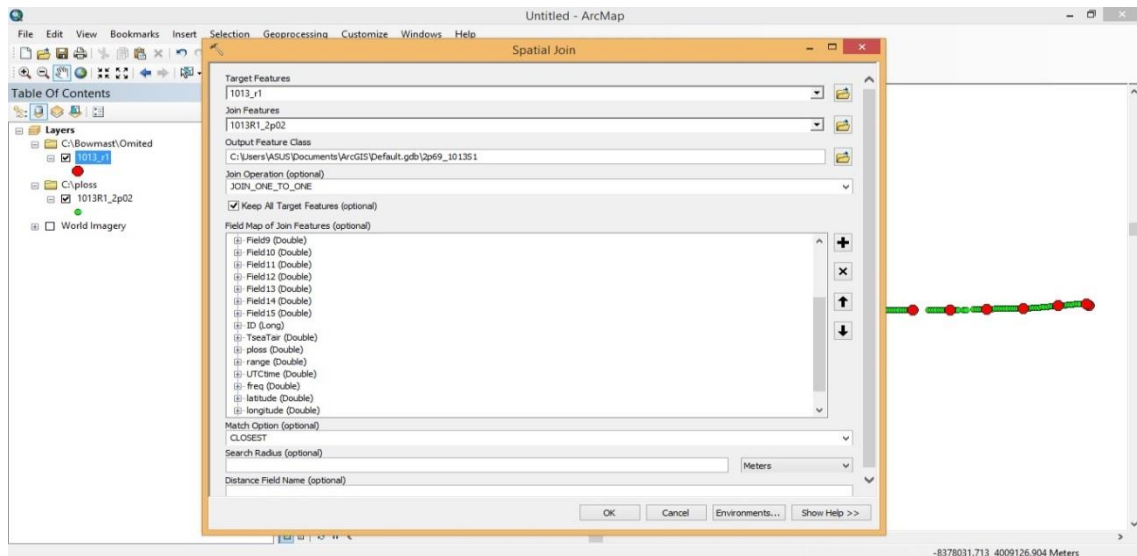 Untitled - ArcMap
File Edit View Bookmarks Insert Selection Geoprocessing Customize Windows Help
Table Of Contents
Layers
C:\Bowmast\Omited
1013_r1
C:\ploss
1013R1_2p02
World Imagery
Spatial Join
Target Features
1013_r1
Join Features
1013R1_2p02
Output Feature Class
C:\Users\ASUS\Documents\ArcGIS\Default.gdb\2p69_1013S1
Join Operation (optional)
JOIN_ONE_TO_ONE
Keep All Target Features (optional)
Field Map of Join Features (optional)
Field9 (Double)
Field10 (Double)
Field11 (Double)
Field12 (Double)
Field13 (Double)
Field14 (Double)
Field15 (Double)
ID (Long)
TseaTair (Double)
ploss (Double)
range (Double)
UTCtime (Double)
freq (Double)
latitude (Double)
longitude (Double)
Match Option (optional)
CLOSEST
Search Radius (optional)
Meters
Distance Field Name (optional)
OK Cancel Environments... Show Help >>
-8378031.713 4009126.904 Meters